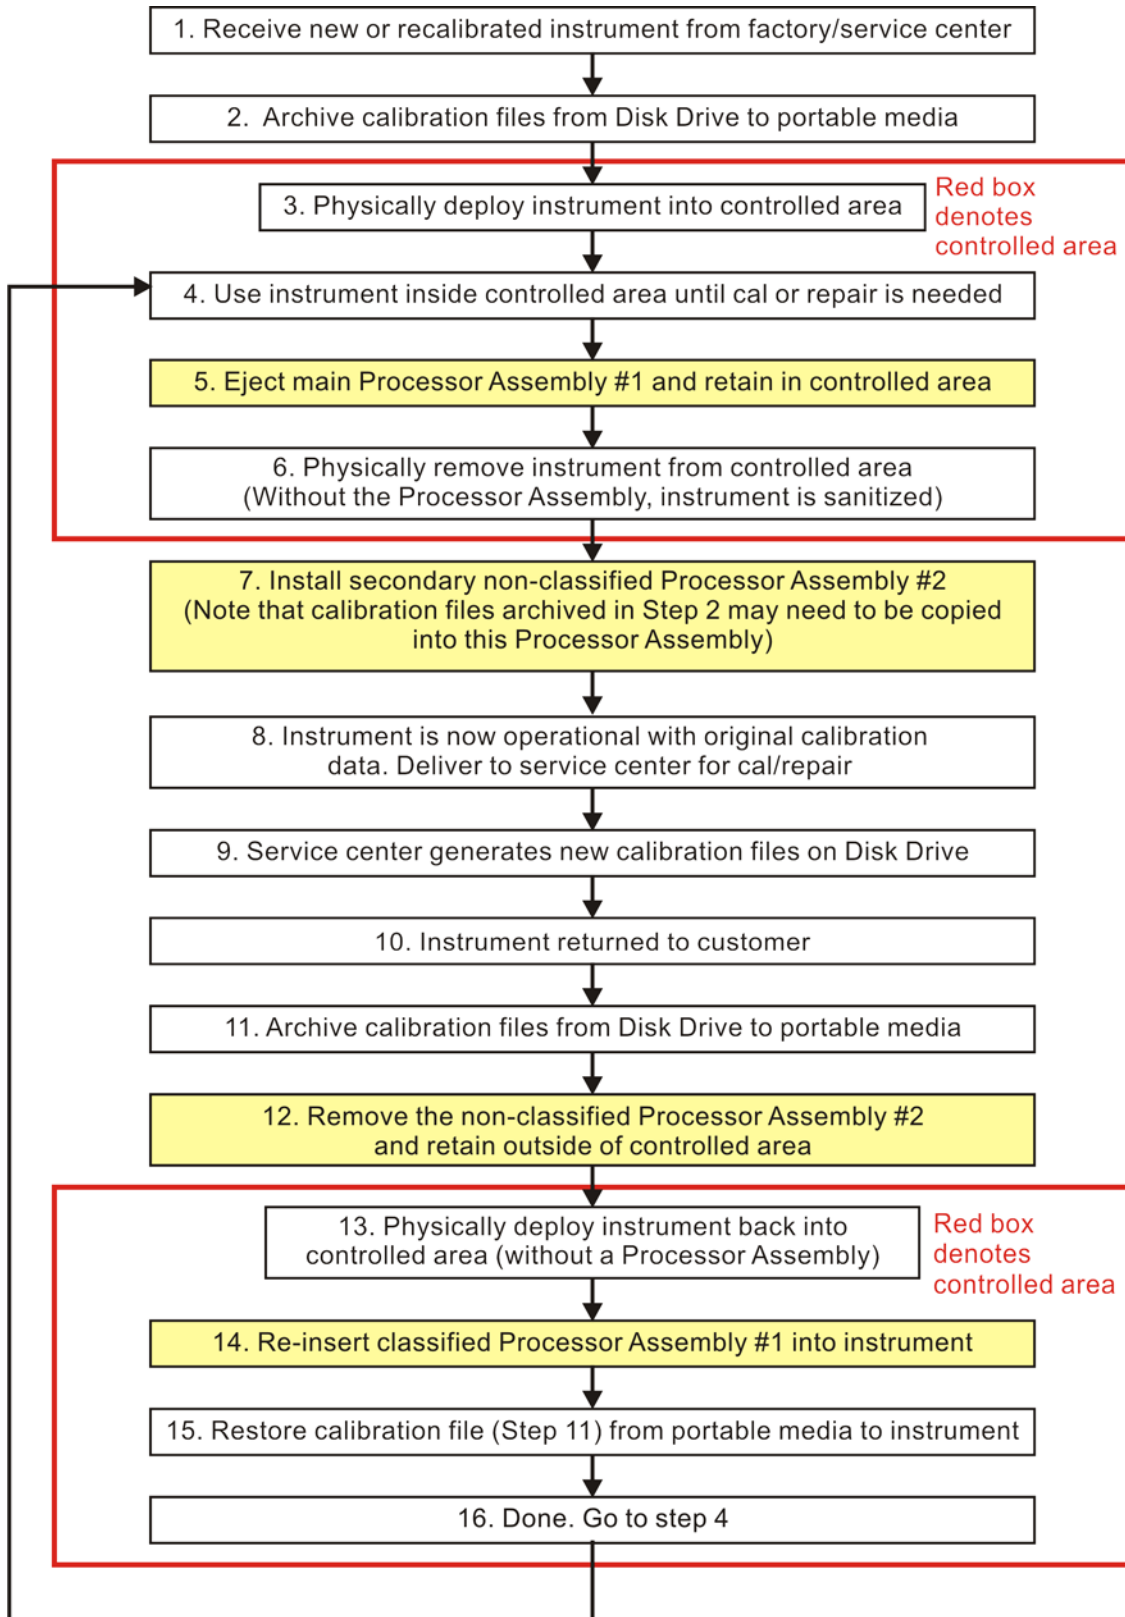 1. Receive new or recalibrated instrument from factory/service center
2. Archive calibration files from Disk Drive to portable media
3. Physically deploy instrument into controlled area
Red box
denotes
controlled area
4. Use instrument inside controlled area until cal or repair is needed
5. Eject main Processor Assembly #1 and retain in controlled area
6. Physically remove instrument from controlled area
(Without the Processor Assembly, instrument is sanitized)
7. Install secondary non-classified Processor Assembly #2
(Note that calibration files archived in Step 2 may need to be copied
into this Processor Assembly)
8. Instrument is now operational with original calibration
data. Deliver to service center for cal/repair
9. Service center generates new calibration files on Disk Drive
10. Instrument returned to customer
11. Archive calibration files from Disk Drive to portable media
12. Remove the non-classified Processor Assembly #2
and retain outside of controlled area
13. Physically deploy instrument back into
controlled area (without a Processor Assembly)
Red box
denotes
controlled area
14. Re-insert classified Processor Assembly #1 into instrument
15. Restore calibration file (Step 11) from portable media to instrument
16. Done. Go to step 4